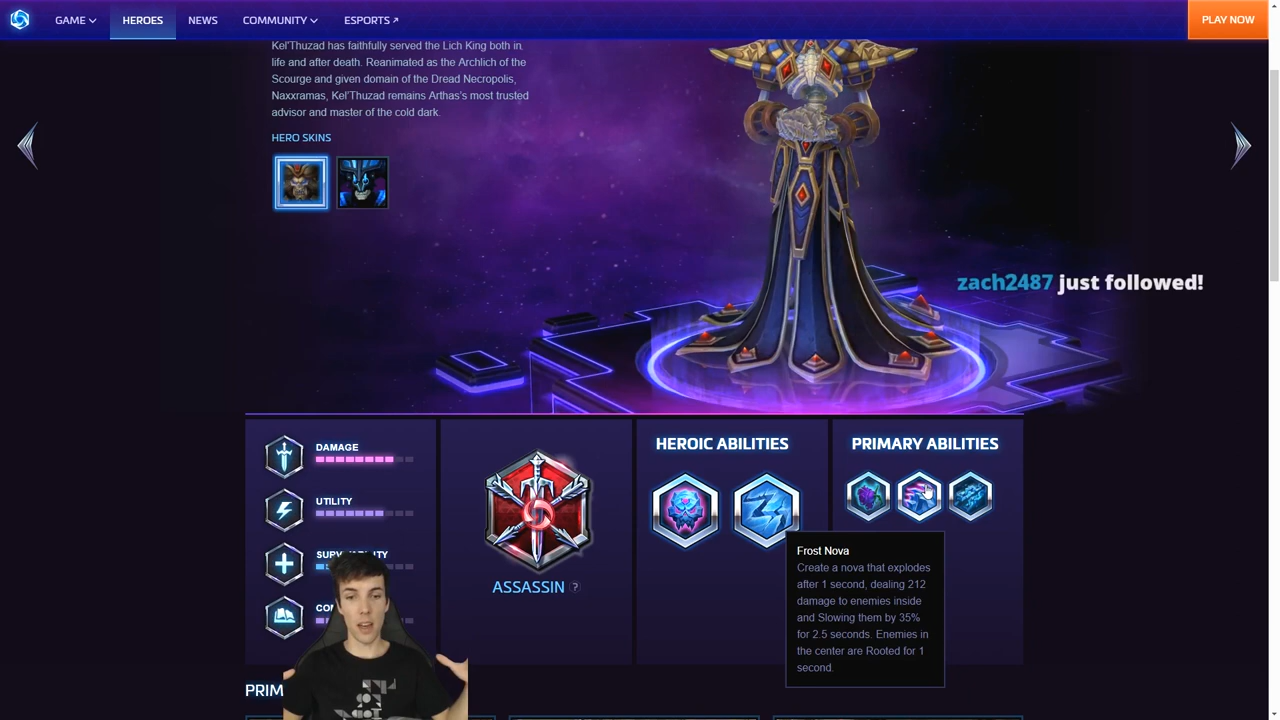 GAME
HEROES
NEWS
COMMUNITY
ESPORTS
PLAY NOW
Kel'Thuzad has faithfully served the Lich King both in
life and after death. Reanimated as the Archlich of the
Scourge and given domain of the Dread Necropolis,
Naxxramas, Kel'Thuzad remains Arthas's most trusted
advisor and master of the cold dark.
HERO SKINS
zach2487 just followed!
DAMAGE
UTILITY
ASSASSIN ?
HEROIC ABILITIES
PRIMARY ABILITIES
Frost Nova
Create a nova that explodes
after 1 second, dealing 212
damage to enemies inside
and Slowing them by 35%
for 2.5 seconds. Enemies in
the center are Rooted for 1
second.